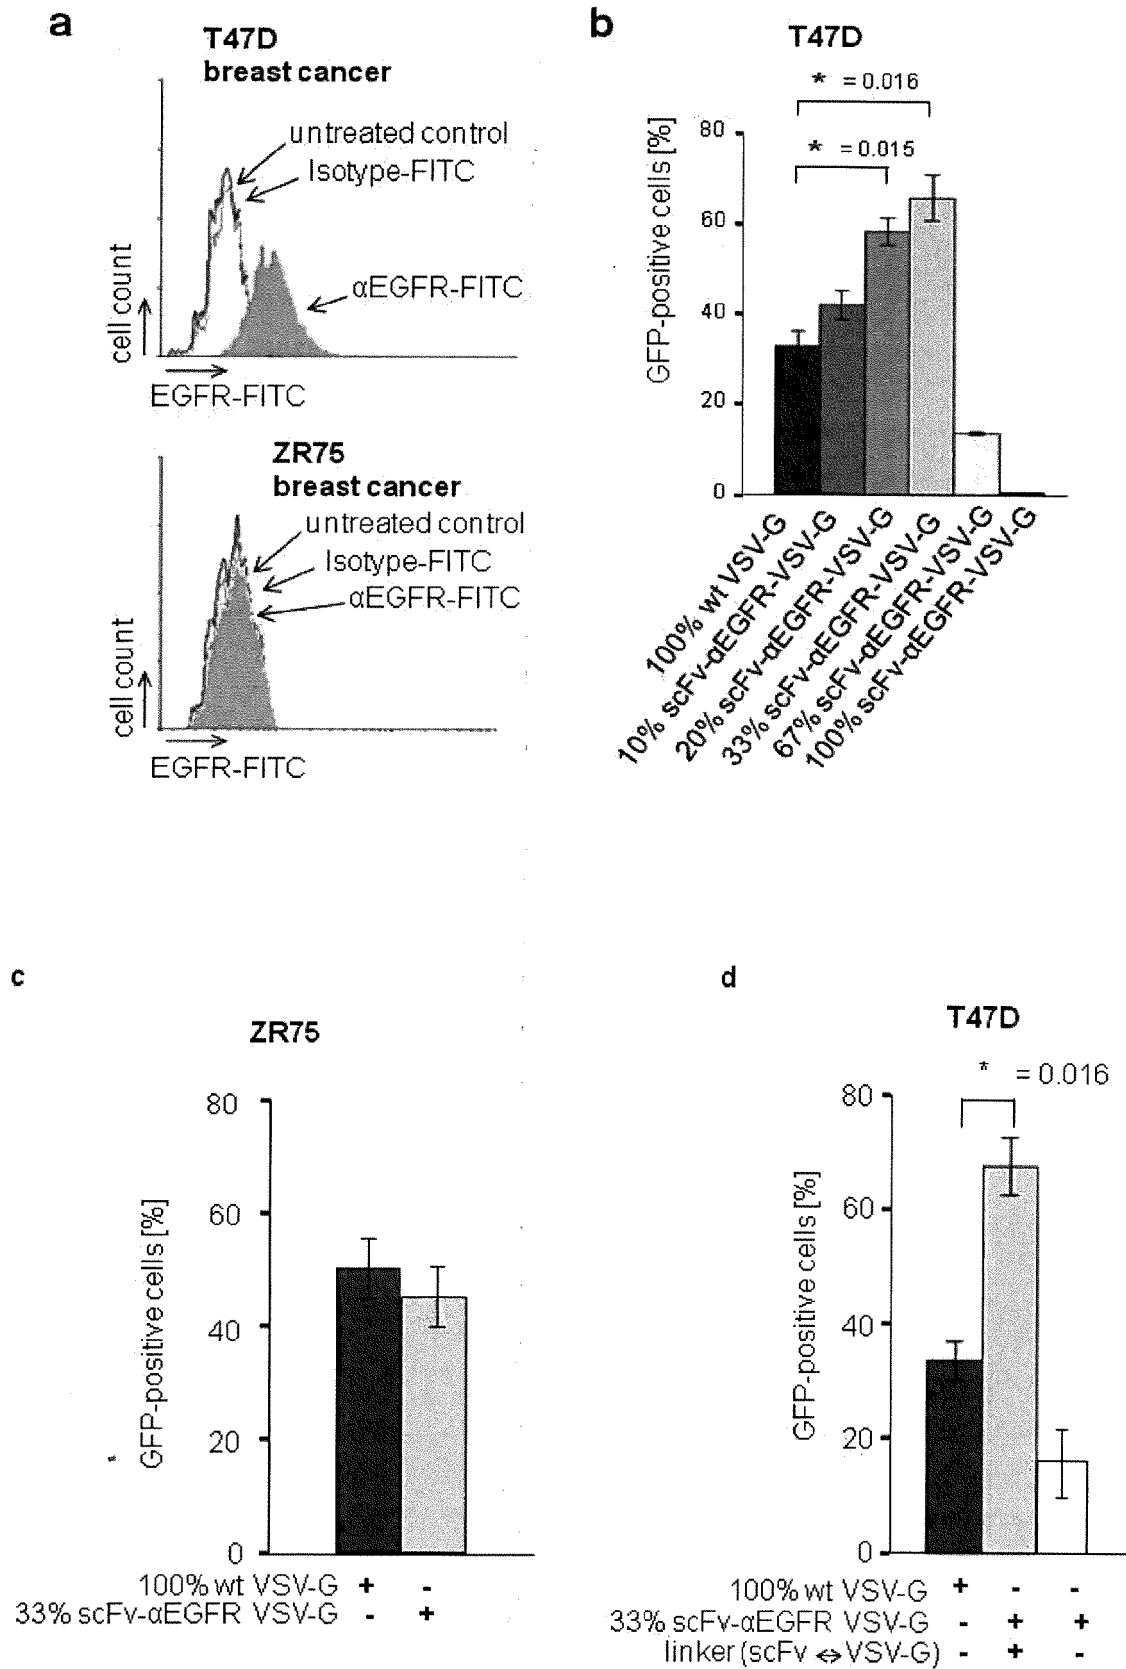 a
T47D
breast cancer
untreated control
Isotype-FITC
αEGFR-FITC
cell count
EGFR-FITC
ZR75
breast cancer
untreated control
Isotype-FITC
αEGFR-FITC
cell count
EGFR-FITC
b
T47D
* = 0.016
* = 0.015
GFP-positive cells [%]
80
60
40
20
0
100% wt VSV-G
10% scFv-αEGFR-VSV-G
20% scFv-αEGFR-VSV-G
33% scFv-αEGFR-VSV-G
67% scFv-αEGFR-VSV-G
100% scFv-αEGFR-VSV-G
c
ZR75
GFP-positive cells [%]
80
60
40
20
0
100% wt VSV-G + -
33% scFv-αEGFR VSV-G - +
d
T47D
* = 0.016
GFP-positive cells [%]
80
60
40
20
0
100% wt VSV-G + - -
33% scFv-αEGFR VSV-G - + +
linker (scFv ⇔ VSV-G) - + -